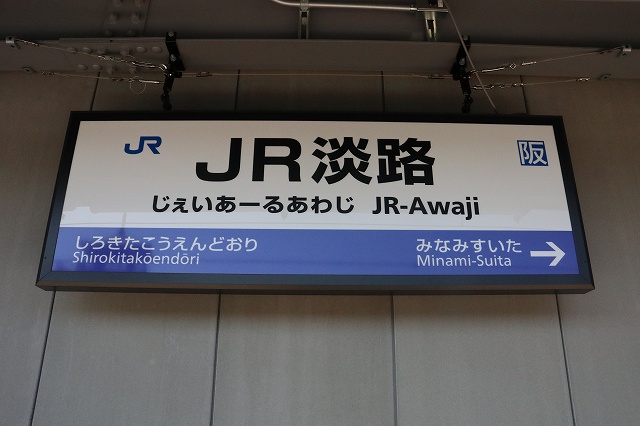 JR
JR淡路
阪
じぇいあーるあわじ JR-Awaji
しろきたこうえんどおり
Shirokitakōendōri
みなみすいた
Minami-Suita
→